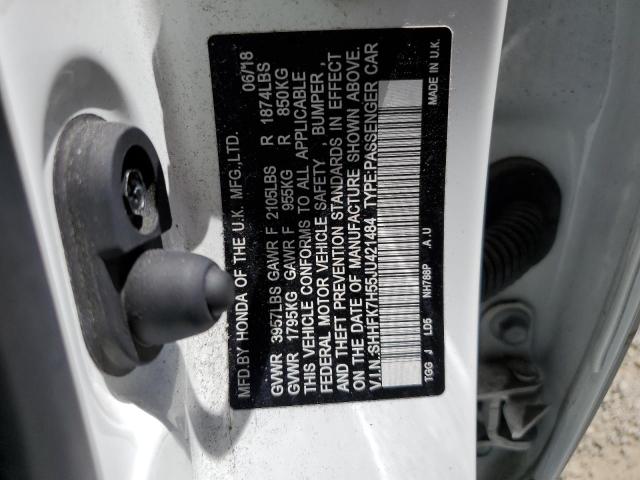 MFD.BY HONDA OF THE U.K. MFG.,LTD. 06/18
GVWR 3957LBS GAWR F 2105LBS R 1874LBS
GVWR 1795KG GAWR F 955KG R 850KG
THIS VEHICLE CONFORMS TO ALL APPLICABLE
FEDERAL MOTOR VEHICLE SAFETY , BUMPER ,
AND THEFT PREVENTION STANDARDS IN EFFECT
ON THE DATE OF MANUFACTURE SHOWN ABOVE.
V.I.N.:SHHFK7H55JU421484 TYPE:PASSENGER CAR
TGG J L05 NH788P A.U MADE IN U.K.